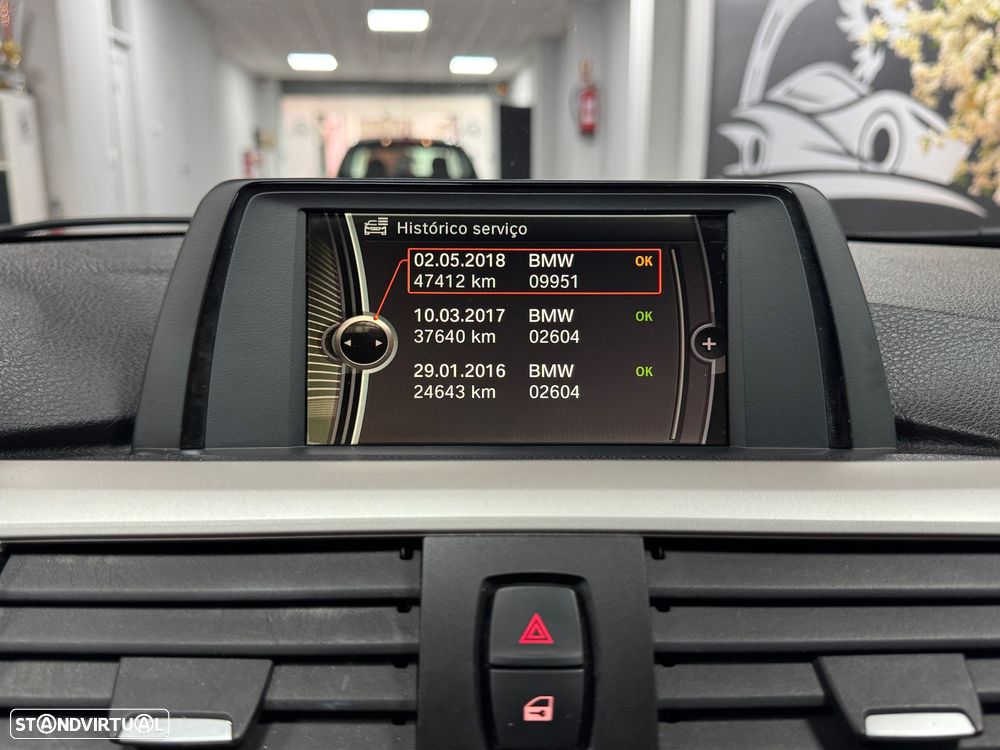 Histórico serviço
02.05.2018 BMW OK
47412 km 09951
10.03.2017 BMW OK
37640 km 02604
29.01.2016 BMW OK
24643 km 02604
STANDVIRTUAL